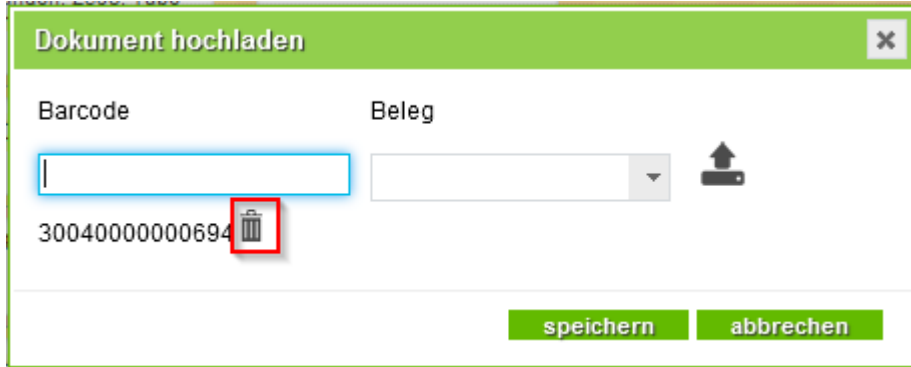 Dokument hochladen
Barcode Beleg
30040000000694
speichern abbrechen